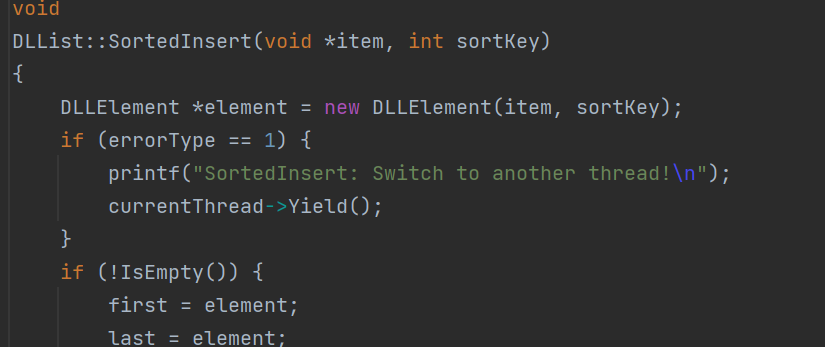 void
DLList::SortedInsert(void *item, int sortKey)
{
    DLLElement *element = new DLLElement(item, sortKey);
    if (errorType == 1) {
        printf("SortedInsert: Switch to another thread!\n");
        currentThread->Yield();
    }
    if (!IsEmpty()) {
        first = element;
        last = element;